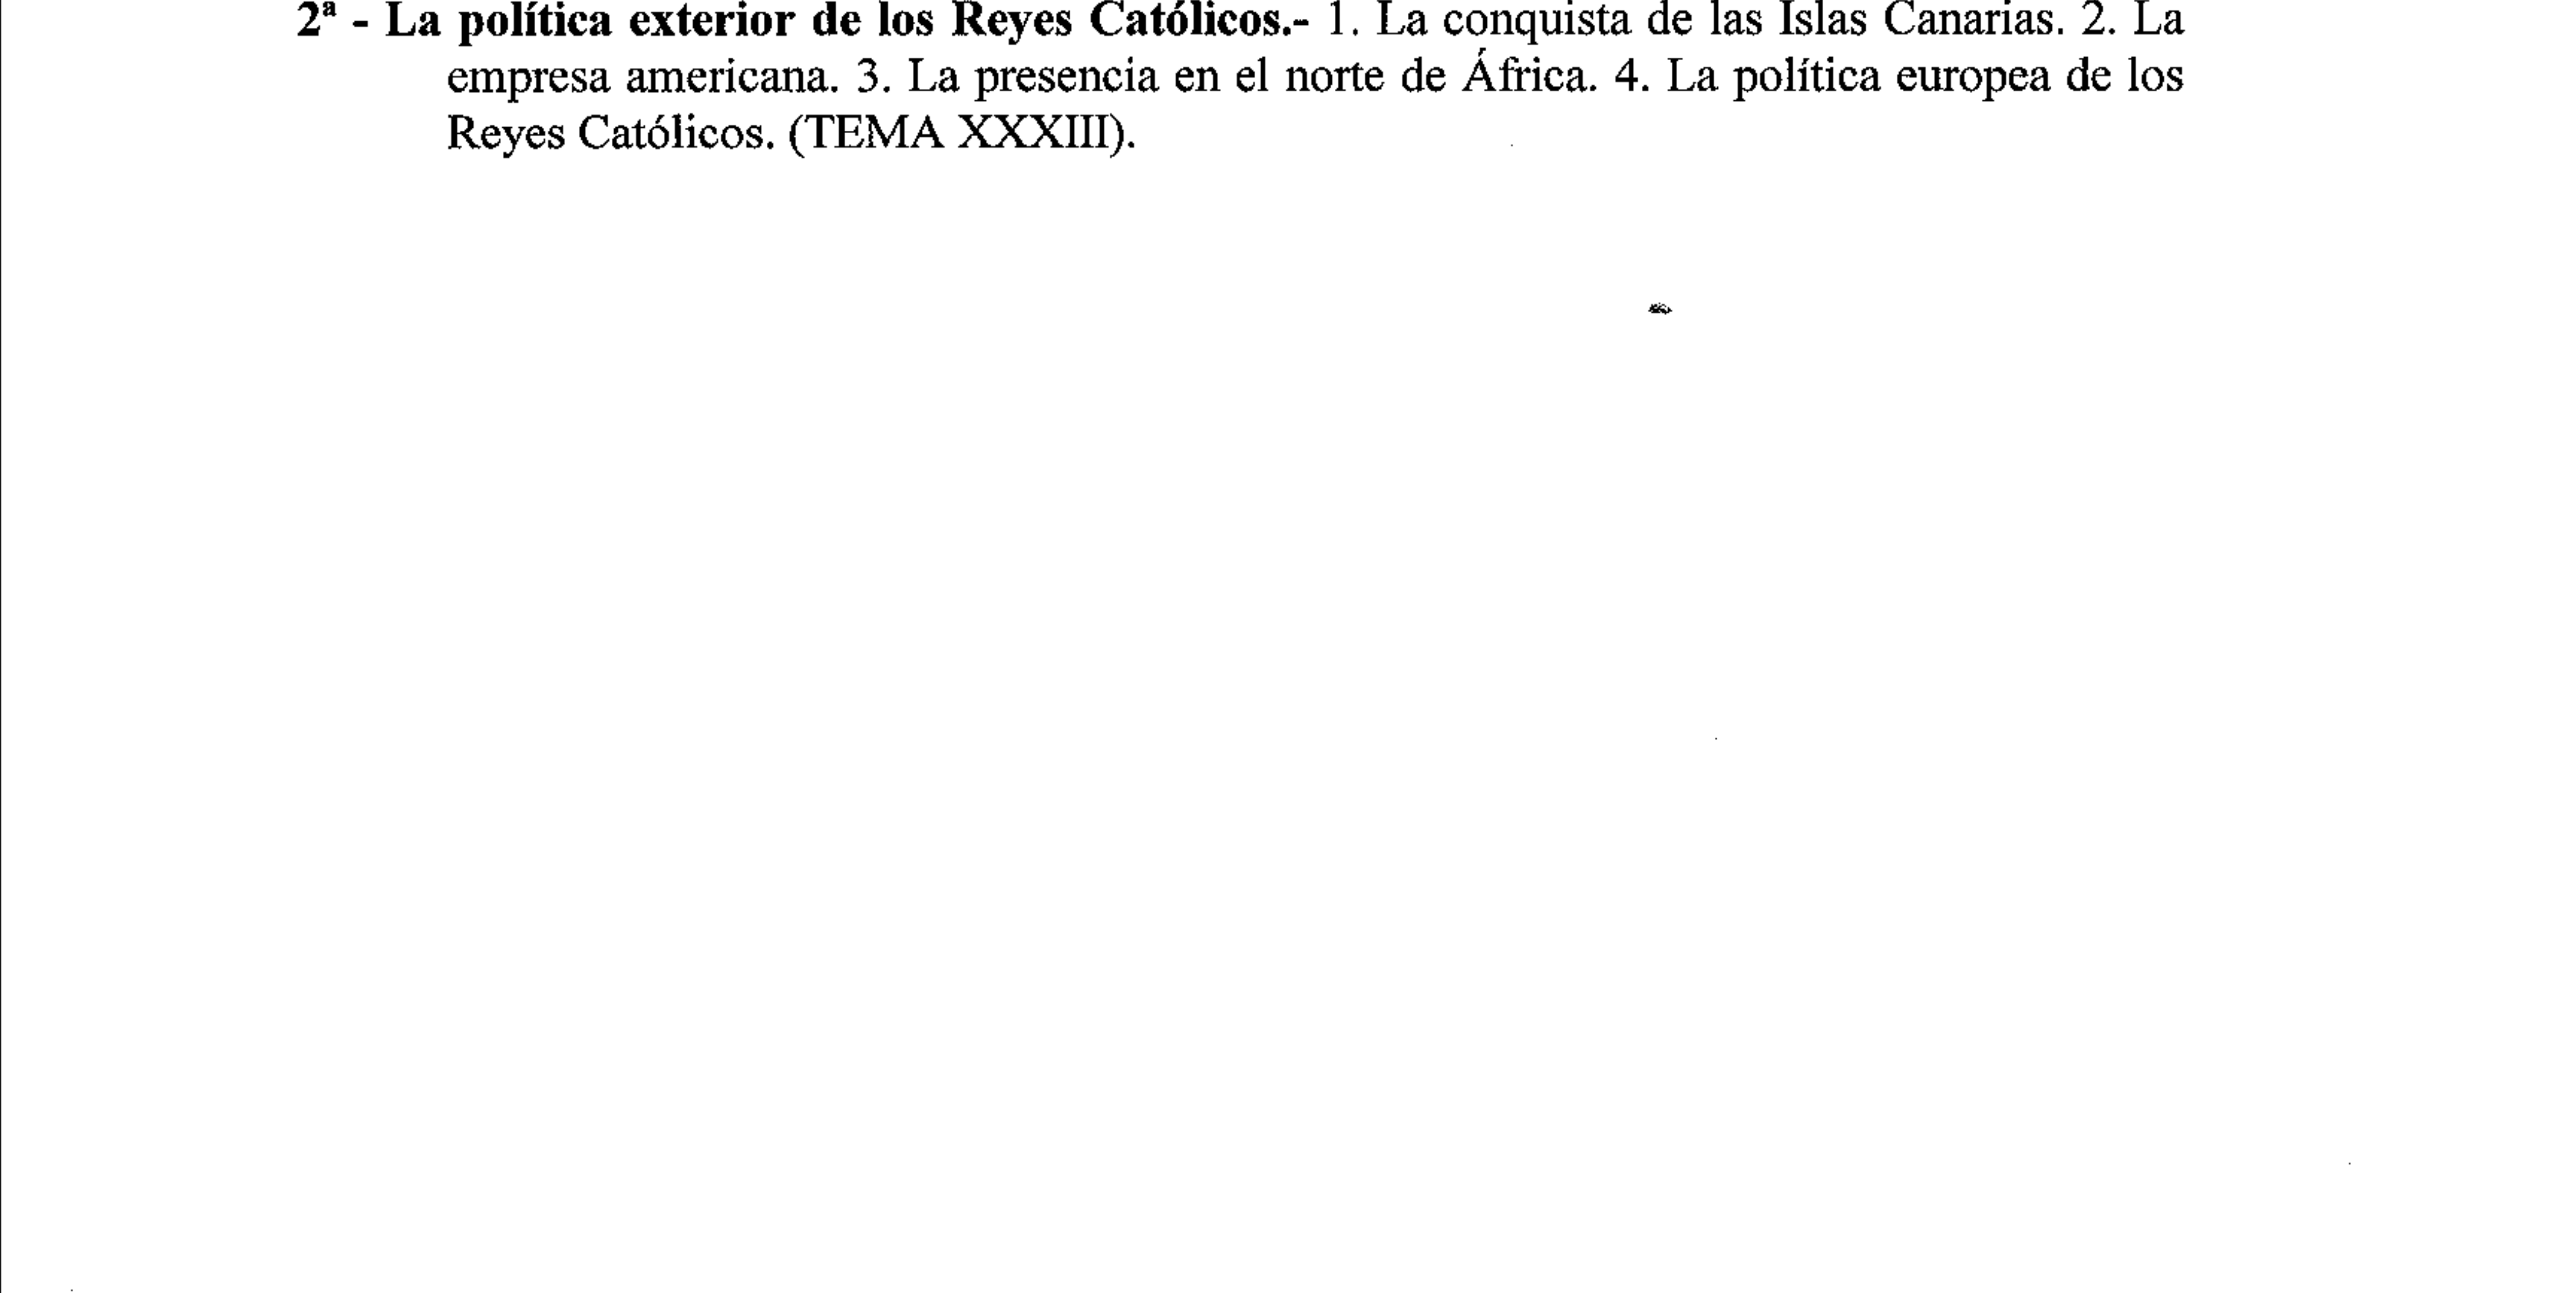 2ª - La política exterior de los Reyes Católicos.- 1. La conquista de las Islas Canarias. 2. La
empresa americana. 3. La presencia en el norte de África. 4. La política europea de los
Reyes Católicos. (TEMA XXXIII).